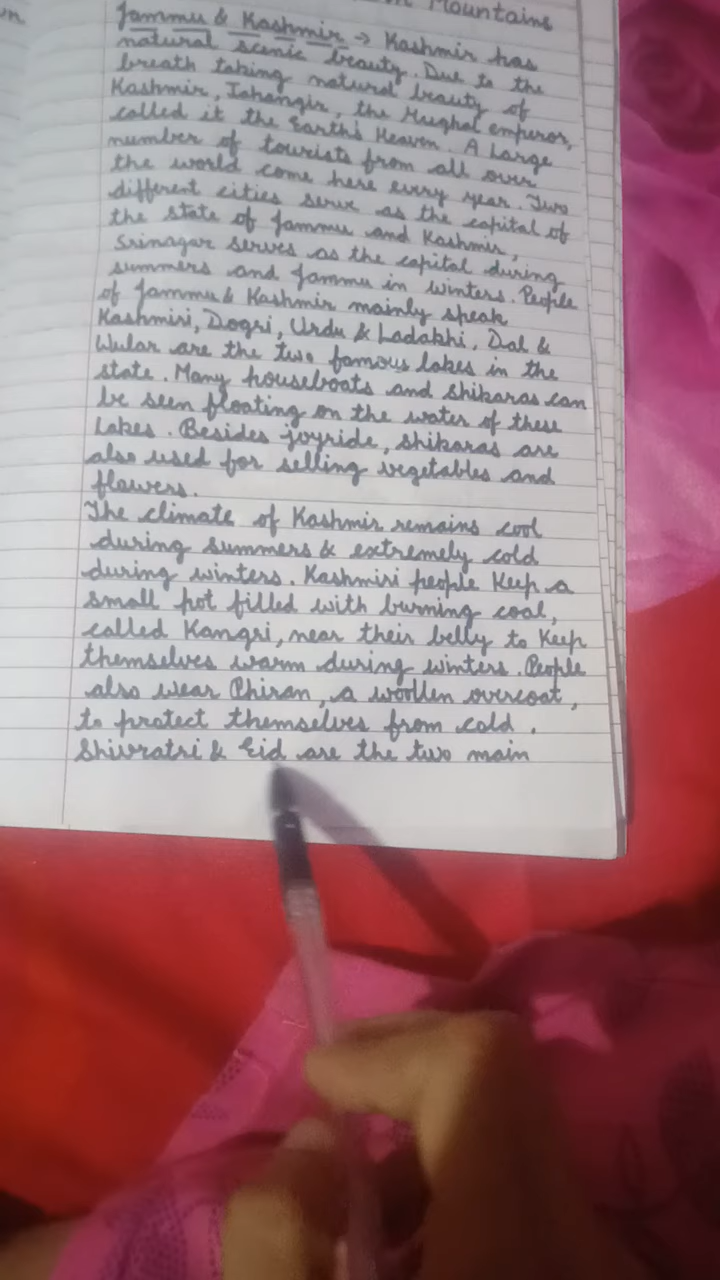 Mountains
Jammu & Kashmir → Kashmir has
natural scenic beauty. Due to the
breath taking natural beauty of
Kashmir, Jahangir, the Mughal emperor,
called it the Earth's Heaven. A Large
number of tourists from all over
the world come here every year. Two
different cities serve as the capital of
the state of Jammu and Kashmir,
Srinagar serves as the capital during
summers and Jammu in winters. People
of Jammu & Kashmir mainly speak
Kashmiri, Dogri, Urdu & Ladakhi, Dal &
Wular are the two famous lakes in the
state. Many houseboats and shikaras can
be seen floating on the water of these
lakes. Besides joyride, shikaras are
also used for selling vegetables and
flowers.
The climate of Kashmir remains cool
during summers & extremely cold
during winters. Kashmiri people keep a
small pot filled with burning coal,
called Kangri, near their belly to keep
themselves warm during winters. People
also wear Phiran, a woollen overcoat,
to protect themselves from cold.
Shivratri & Eid are the two main